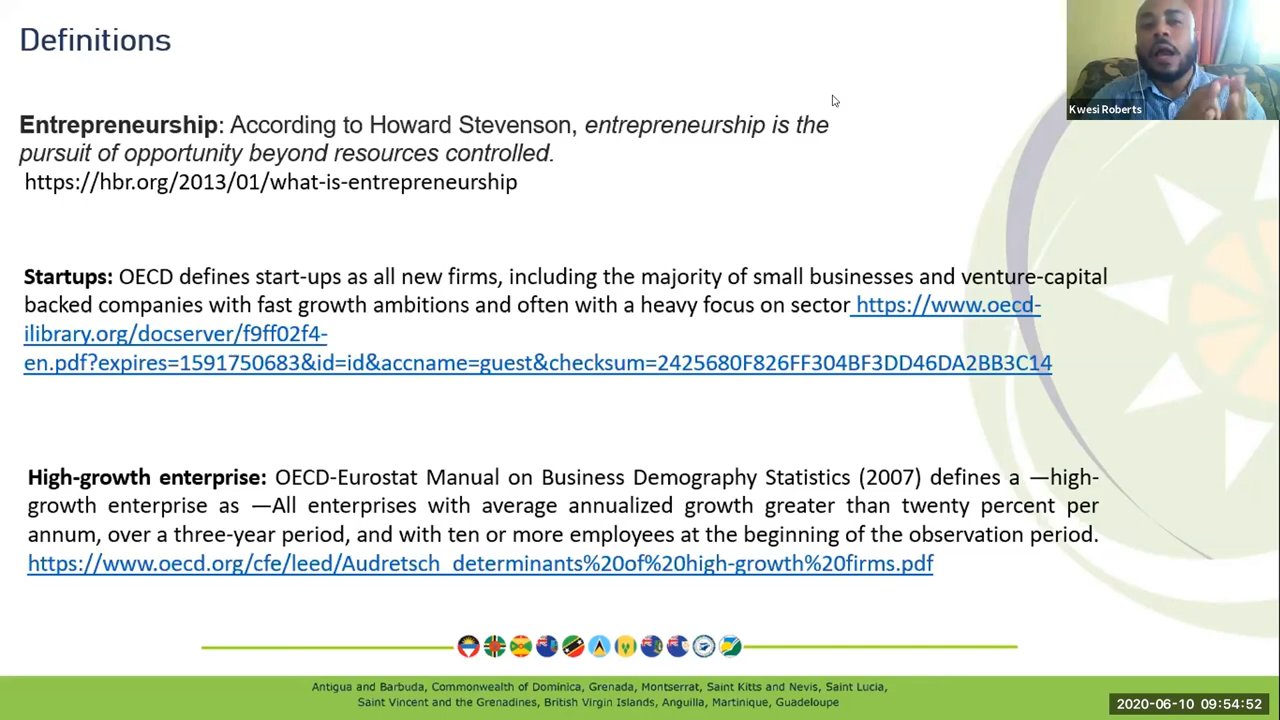 Definitions
Kwesi Roberts
Entrepreneurship: According to Howard Stevenson, entrepreneurship is the
pursuit of opportunity beyond resources controlled.
https://hbr.org/2013/01/what-is-entrepreneurship
Startups: OECD defines start-ups as all new firms, including the majority of small businesses and venture-capital
backed companies with fast growth ambitions and often with a heavy focus on sector https://www.oecd-
ilibrary.org/docserver/f9ff02f4-
en.pdf?expires=1591750683&id=id&accname=guest&checksum=2425680F826FF304BF3DD46DA2BB3C14
High-growth enterprise: OECD-Eurostat Manual on Business Demography Statistics (2007) defines a —high-
growth enterprise as —All enterprises with average annualized growth greater than twenty percent per
annum, over a three-year period, and with ten or more employees at the beginning of the observation period.
https://www.oecd.org/cfe/leed/Audretsch_determinants%20of%20high-growth%20firms.pdf
Antigua and Barbuda, Commonwealth of Dominica, Grenada, Montserrat, Saint Kitts and Nevis, Saint Lucia,
Saint Vincent and the Grenadines, British Virgin Islands, Anguilla, Martinique, Guadeloupe
2020-06-10 09:54:52